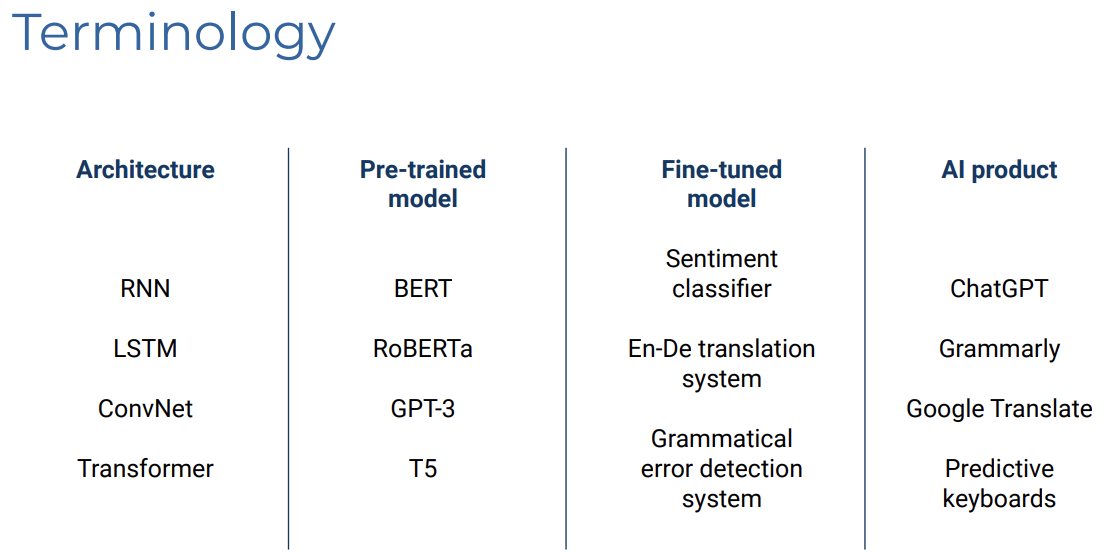 Terminology
Architecture
RNN
LSTM
ConvNet
Transformer
Pre-trained
model
BERT
RoBERTa
GPT-3
T5
Fine-tuned
model
Sentiment
classifier
En-De translation
system
Grammatical
error detection
system
AI product
ChatGPT
Grammarly
Google Translate
Predictive
keyboards